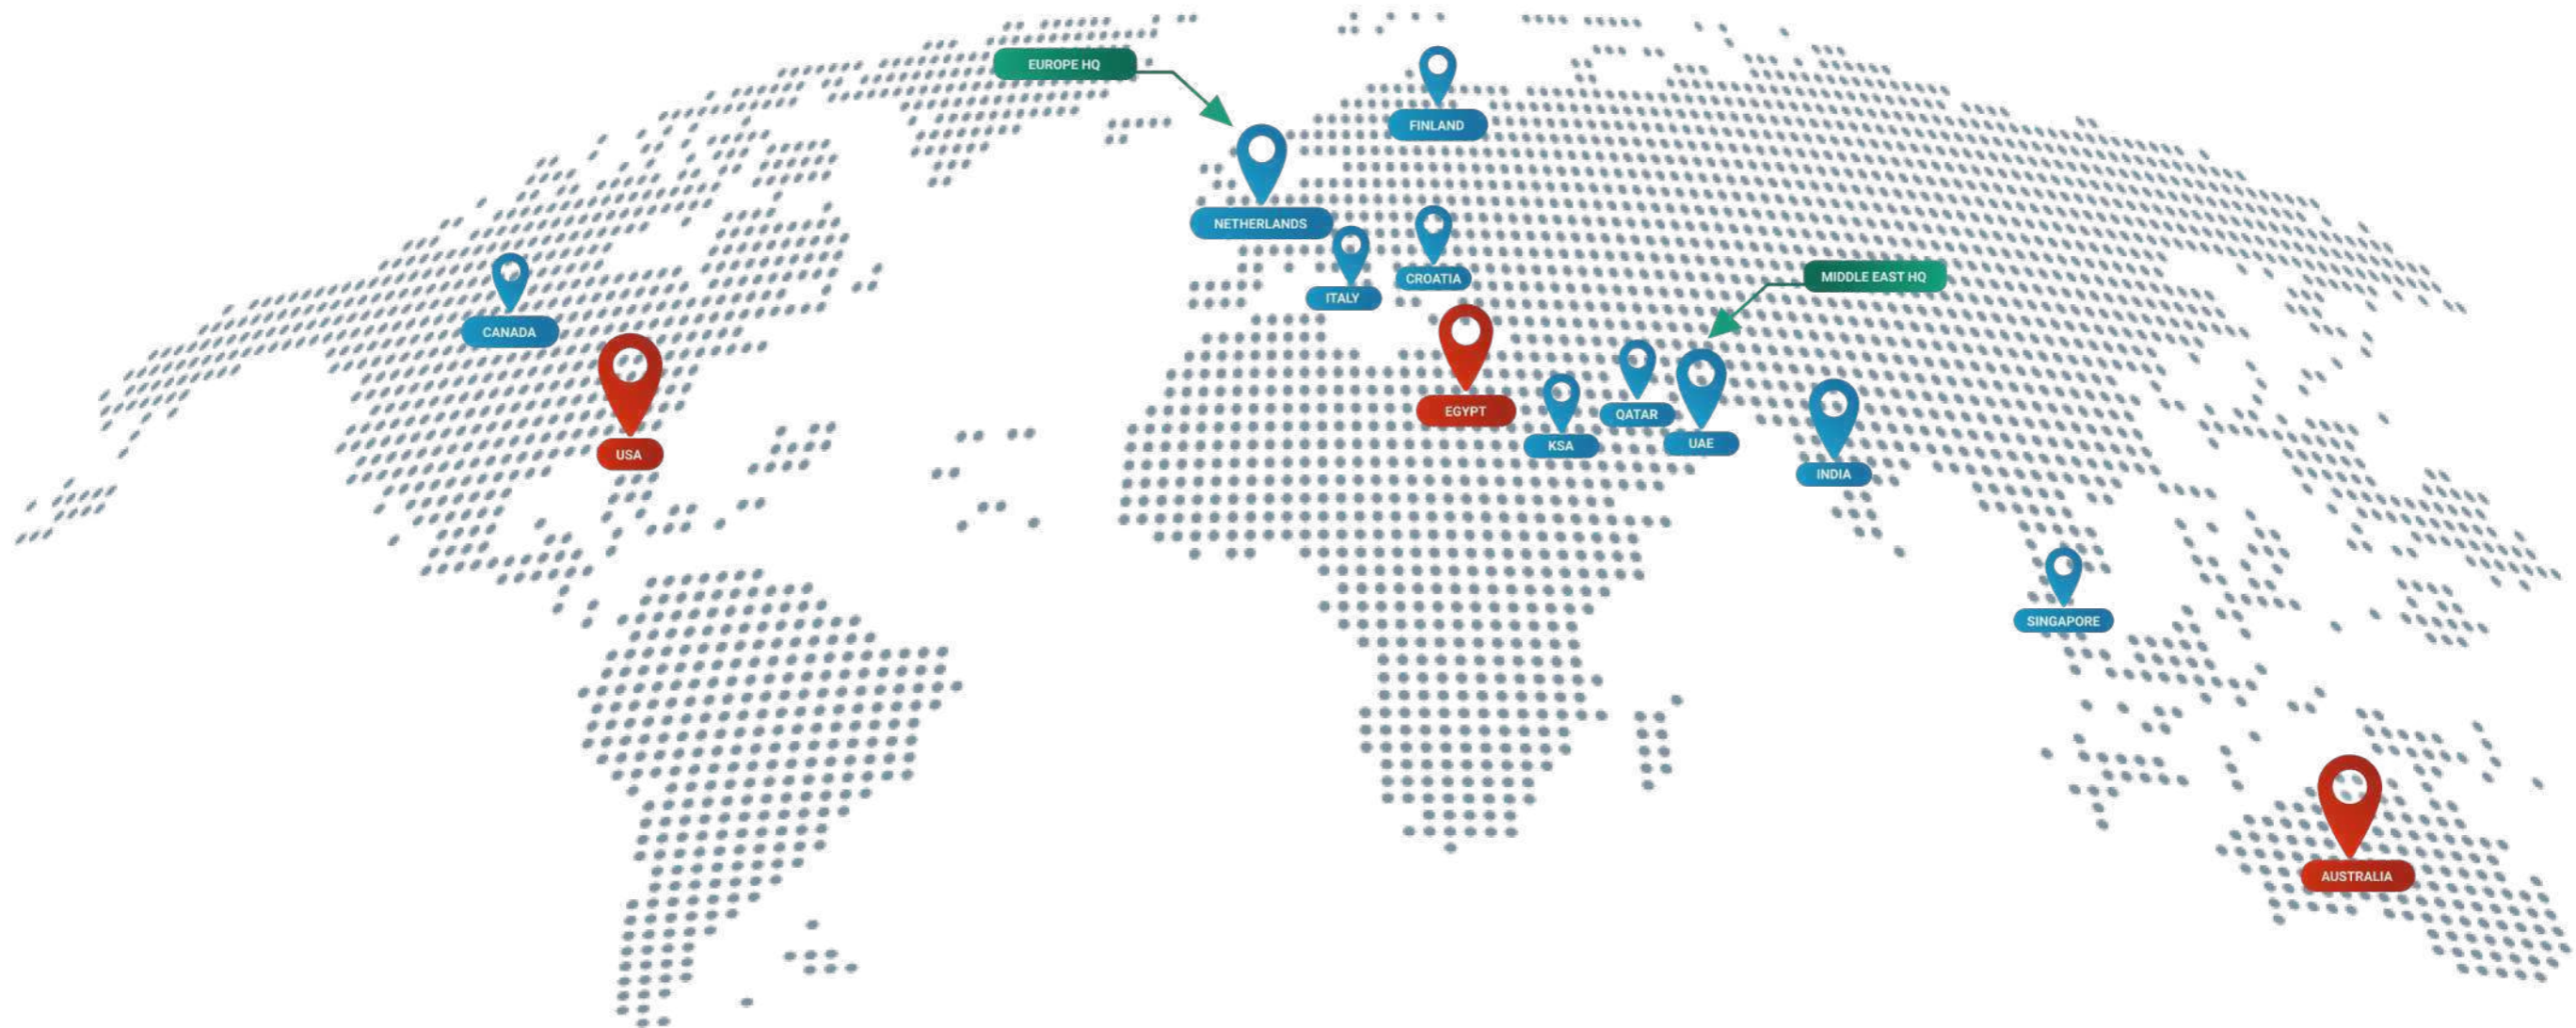 EUROPE HQ
FINLAND
NETHERLANDS
CROATIA
MIDDLE EAST HQ
ITALY
CANADA
EGYPT
QATAR
UAE
KSA
USA
INDIA
SINGAPORE
AUSTRALIA